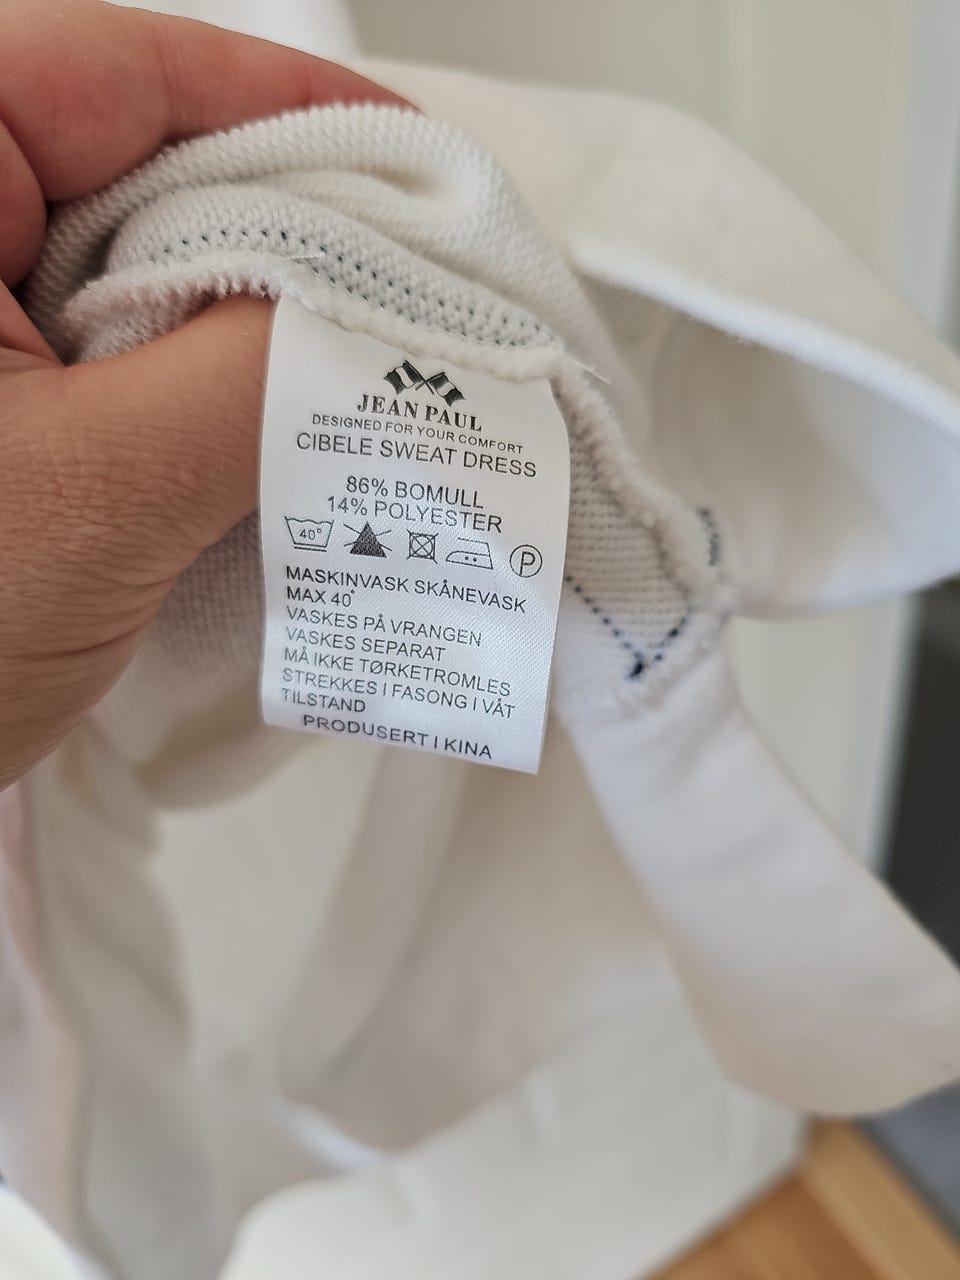 JEAN PAUL
DESIGNED FOR YOUR COMFORT
CIBELE SWEAT DRESS
86% BOMULL
14% POLYESTER
40° P
MASKINVASK SKÅNEVASK
MAX 40°
VASKES PÅ VRANGEN
VASKES SEPARAT
MÅ IKKE TØRKETROMLES
STREKKES I FASONG I VÅT
TILSTAND
PRODUSERT I KINA